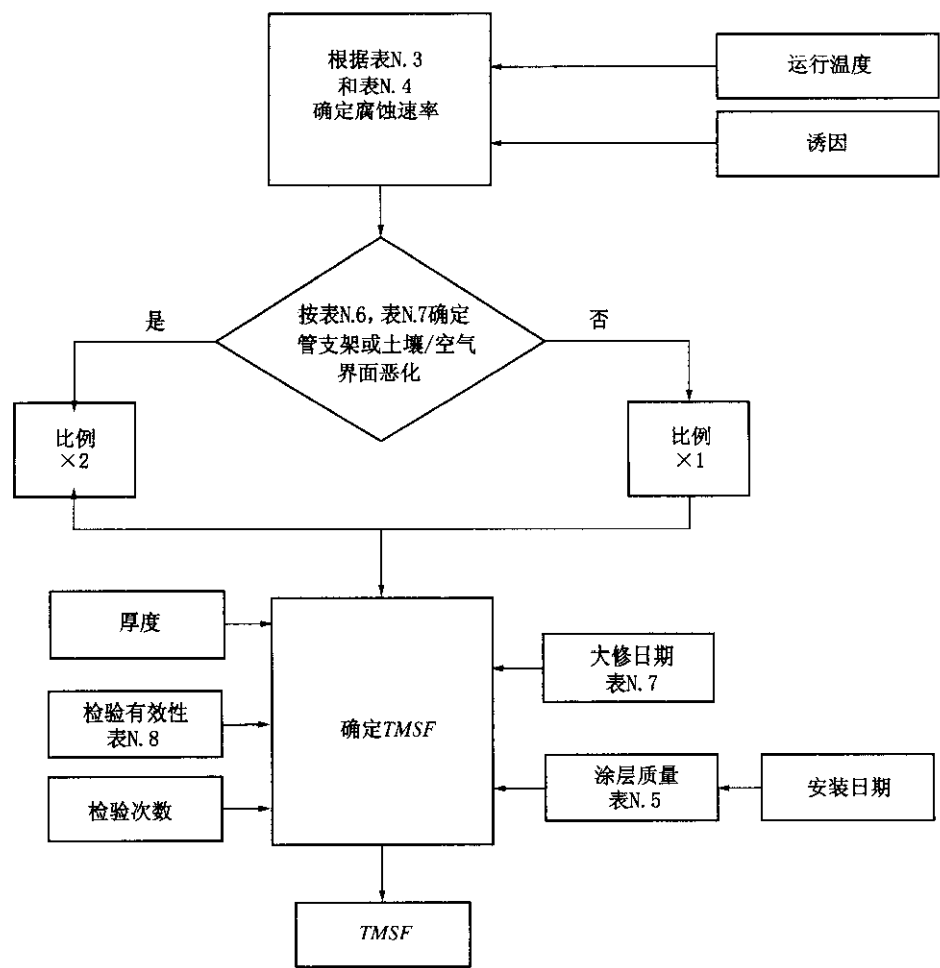 根据表N.3
和表N.4
确定腐蚀速率
运行温度
诱因
按表N.6，表N.7确定
管支架或土壤/空气
界面恶化
是
否
比例
×2
比例
×1
厚度
检验有效性
表N.8
检验次数
确定TMSF
大修日期
表N.7
涂层质量
表N.5
安装日期
TMSF